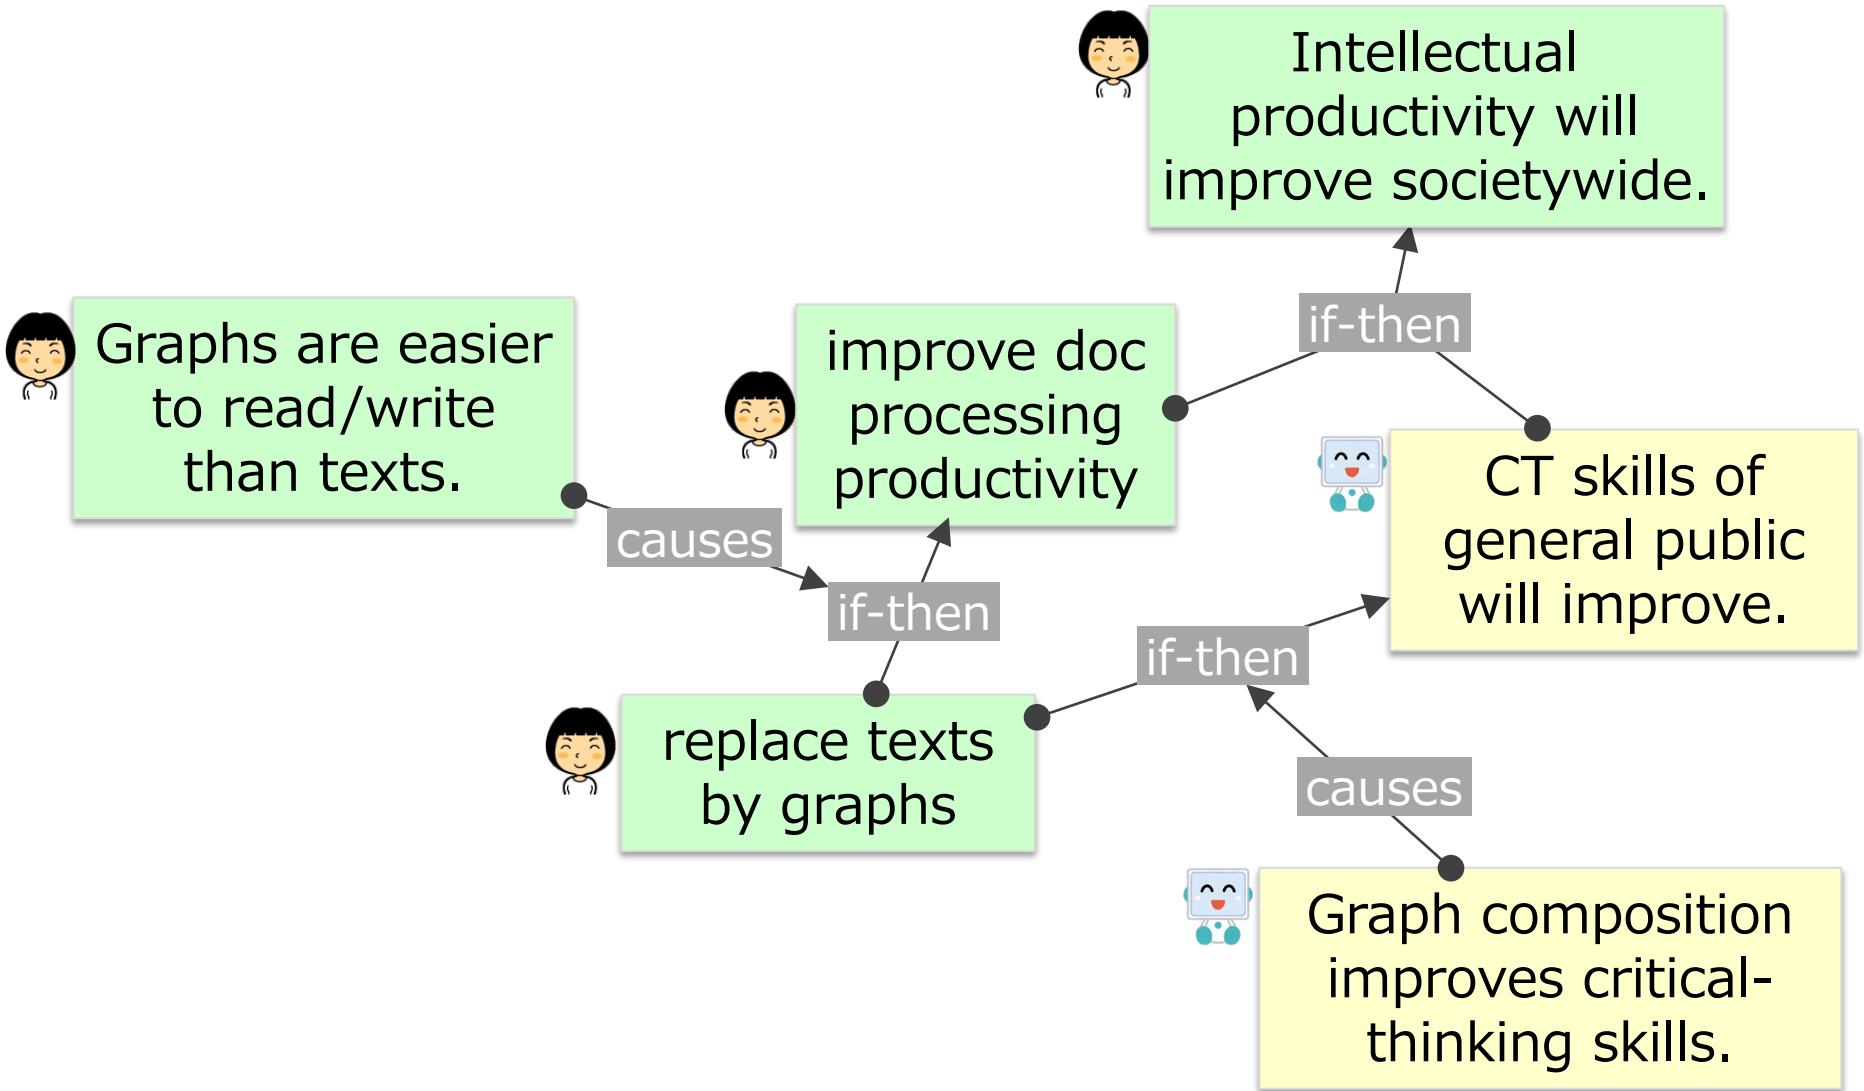 Intellectual
productivity will
improve societywide.
if-then
Graphs are easier
to read/write
than texts.
improve doc
processing
productivity
CT skills of
general public
will improve.
causes
if-then
if-then
replace texts
by graphs
causes
Graph composition
improves critical-
thinking skills.